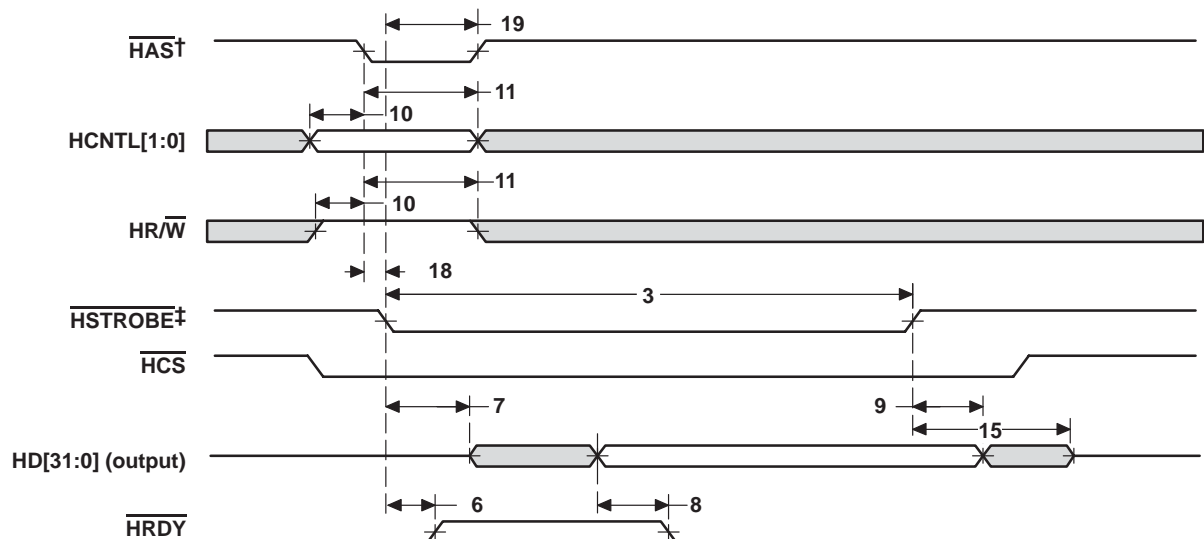 19
HAS†
11
10
HCNTL[1:0]
11
10
HR/W
18
3
HSTROBE‡
HCS
7
9
15
HD[31:0] (output)
6
8
HRDY